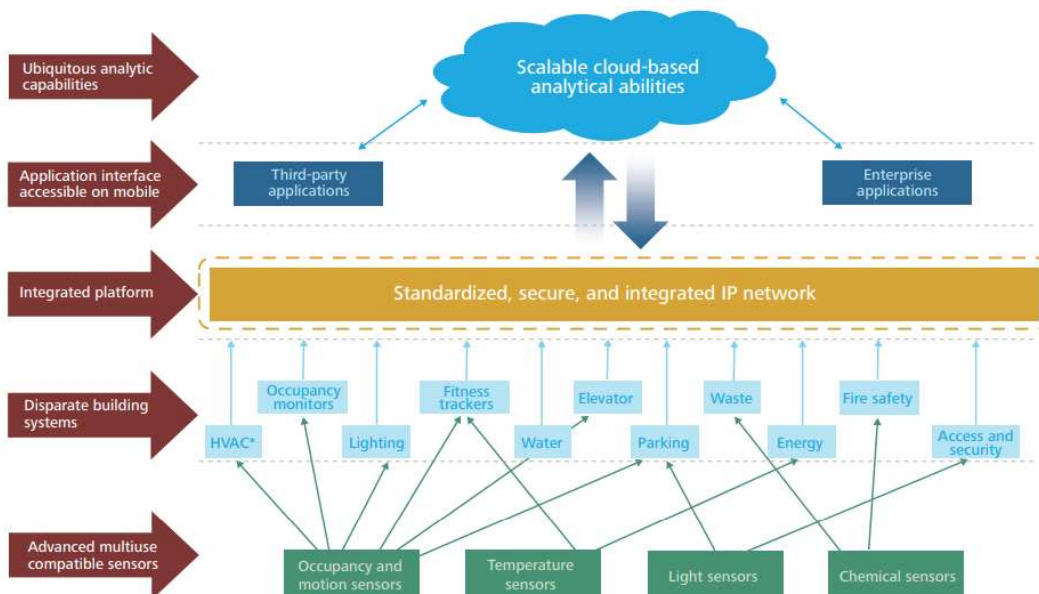 Ubiquitous analytic
capabilities
Scalable cloud-based
analytical abilities
Application interface
accessible on mobile
Third-party
applications
Enterprise
applications
Integrated platform
Standardized, secure, and integrated IP network
Disparate building
systems
Occupancy
monitors
Fitness
trackers
Elevator
Waste
Fire safety
HVAC*
Lighting
Water
Parking
Energy
Access and
security
Advanced multiuse
compatible sensors
Occupancy and
motion sensors
Temperature
sensors
Light sensors
Chemical sensors